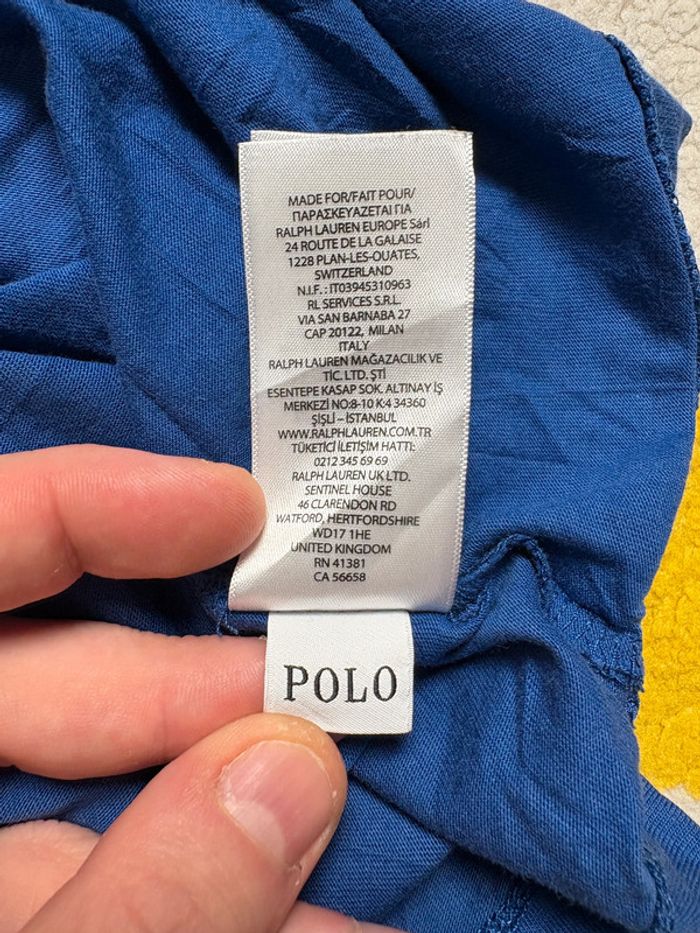 MADE FOR/FAIT POUR/
ΠΑΡΑΣΚΕΥΑΖΕΤΑΙ ΓΙΑ
RALPH LAUREN EUROPE Sárl
24 ROUTE DE LA GALAISE
1228 PLAN-LES-OUATES,
SWITZERLAND
N.I.F.: IT03945310963
RL SERVICES S.R.L.
VIA SAN BARNABA 27
CAP 20122, MILAN
ITALY
RALPH LAUREN MAĞAZACILIK VE
TİC. LTD. ŞTİ
ESENTEPE KASAP SOK. ALTINAY İŞ
MERKEZİ NO:8-10 K:4 34360
ŞİŞLİ – İSTANBUL
WWW.RALPHLAUREN.COM.TR
TÜKETİCİ İLETİŞİM HATTI:
0212 345 69 69
RALPH LAUREN UK LTD.
SENTINEL HOUSE
46 CLARENDON RD
WATFORD, HERTFORDSHIRE
WD17 1HE
UNITED KINGDOM
RN 41381
CA 56658
POLO